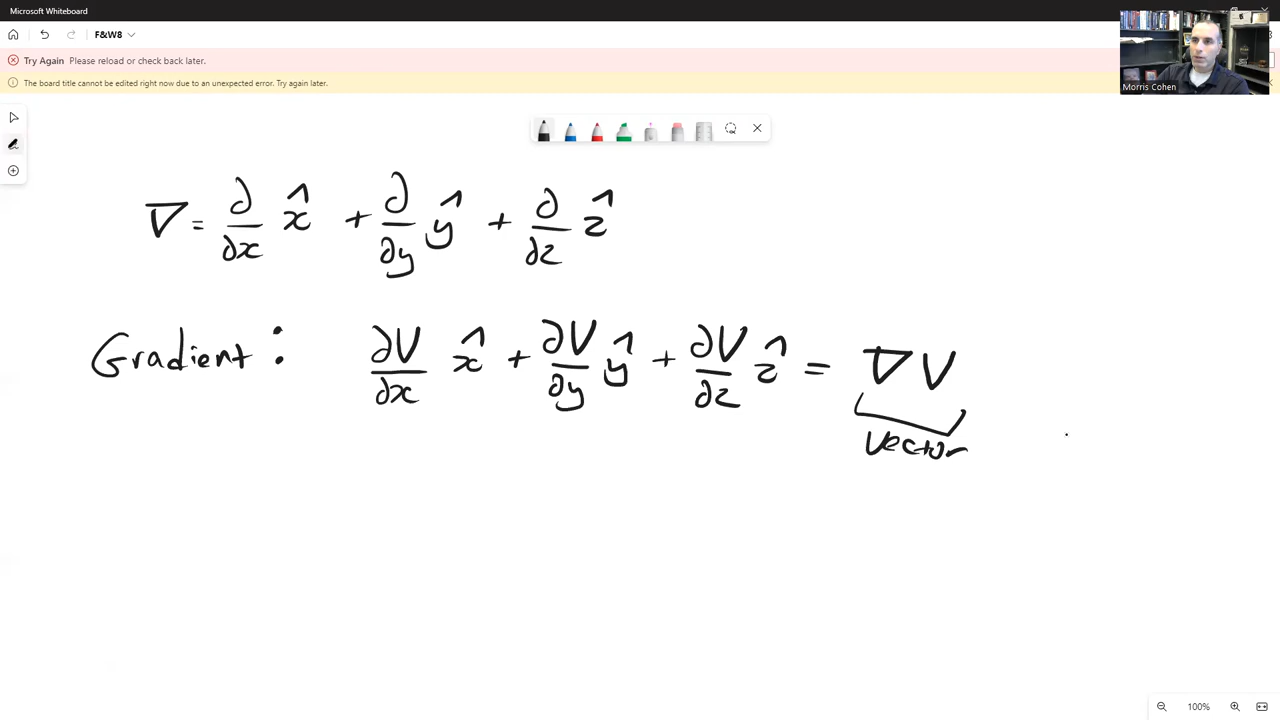 Microsoft Whiteboard
F&W8
Try Again Please reload or check back later.
The board title cannot be edited right now due to an unexpected error. Try again later.
Morris Cohen
∇ = ∂/∂x x̂ + ∂/∂y ŷ + ∂/∂z ẑ
Gradient : ∂V/∂x x̂ + ∂V/∂y ŷ + ∂V/∂z ẑ = ∇V
Vector
100%